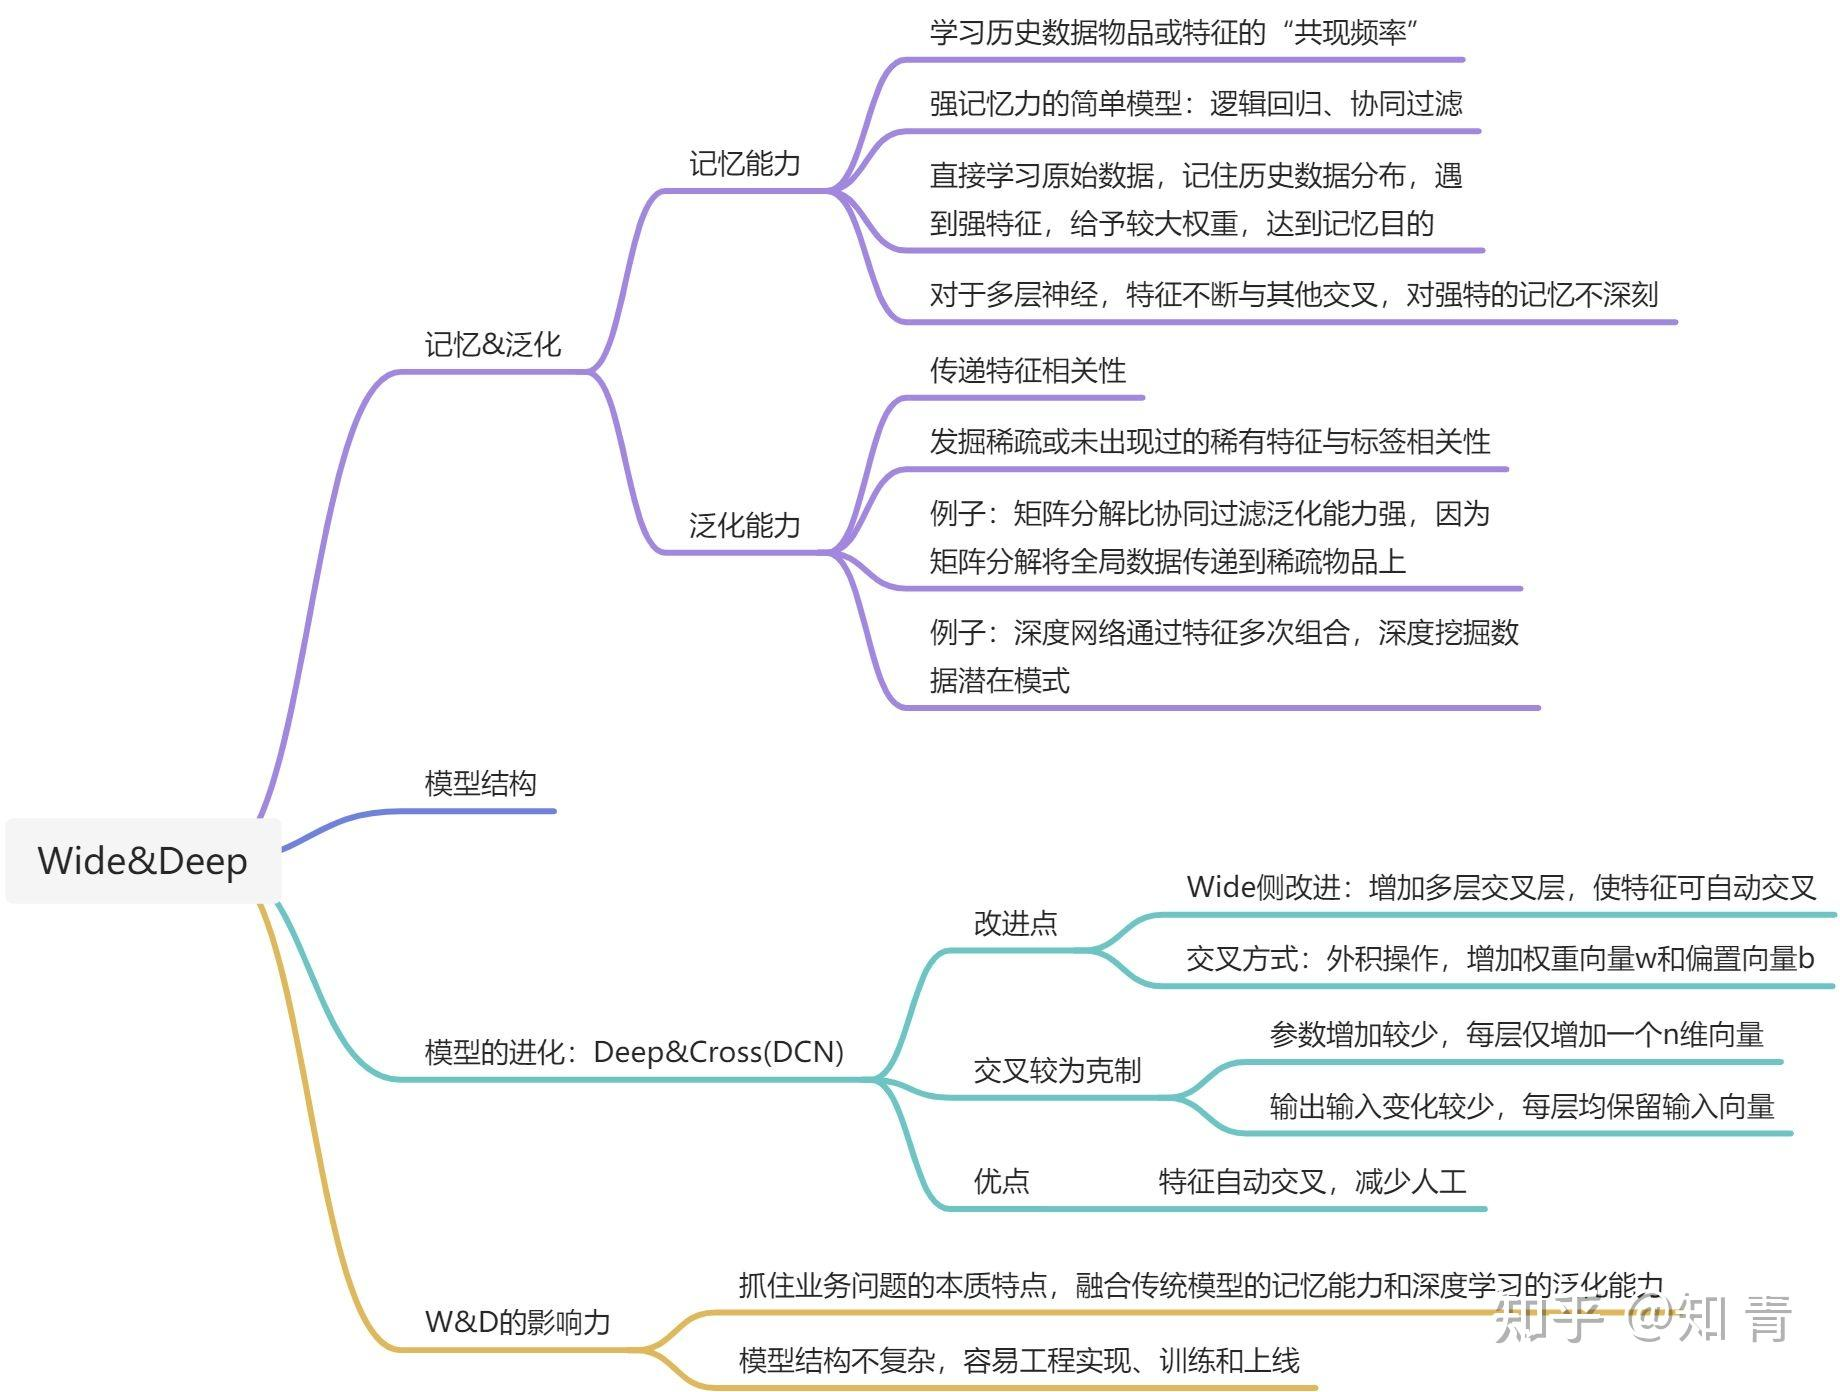 学习历史数据物品或特征的“共现频率”
强记忆力的简单模型：逻辑回归、协同过滤
记忆能力
直接学习原始数据，记住历史数据分布，遇
到强特征，给予较大权重，达到记忆目的
对于多层神经，特征不断与其他交叉，对强特的记忆不深刻
记忆&泛化
传递特征相关性
发掘稀疏或未出现过的稀有特征与标签相关性
泛化能力
例子：矩阵分解比协同过滤泛化能力强，因为
矩阵分解将全局数据传递到稀疏物品上
例子：深度网络通过特征多次组合，深度挖掘数
据潜在模式
模型结构
Wide&Deep
Wide侧改进：增加多层交叉层，使特征可自动交叉
改进点
交叉方式：外积操作，增加权重向量w和偏置向量b
模型的进化：Deep&Cross(DCN)
参数增加较少，每层仅增加一个n维向量
交叉较为克制
输出输入变化较少，每层均保留输入向量
优点 特征自动交叉，减少人工
抓住业务问题的本质特点，融合传统模型的记忆能力和深度学习的泛化能力
W&D的影响力
模型结构不复杂，容易工程实现、训练和上线
知乎 @知 青